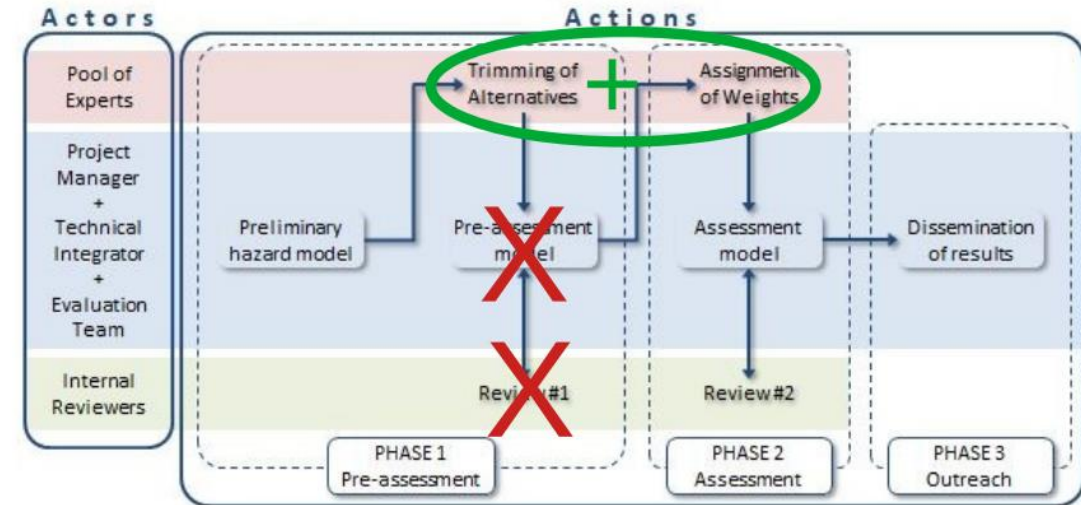 Actors
Actions
Pool of
Experts
Trimming of
Alternatives
+
Assignment
of Weights
Project
Manager
+
Technical
Integrator
+
Evaluation
Team
Preliminary
hazard model
Pre-assessment
model
Assessment
model
Dissemination
of results
Internal
Reviewers
Review #1
Review #2
PHASE 1
Pre-assessment
PHASE 2
Assessment
PHASE 3
Outreach